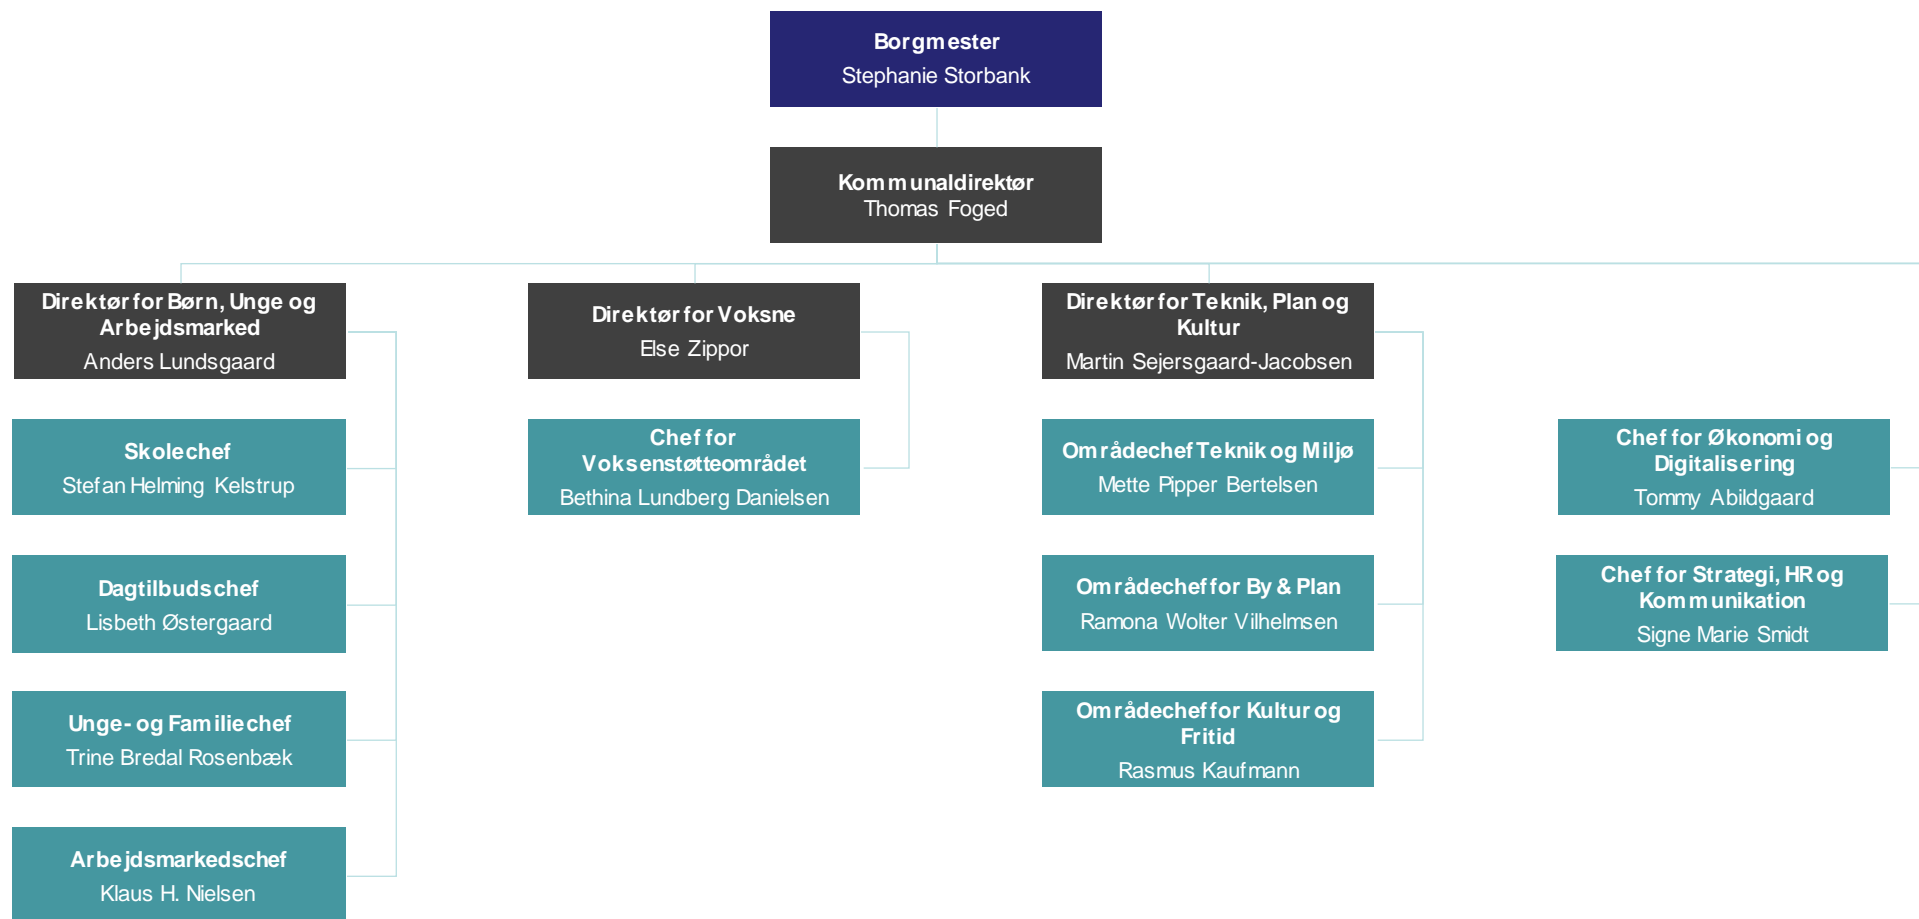 Borgmester
Stephanie Storbank
Kommunaldirektør
Thomas Foged
Direktør for Børn, Unge og
Arbejdsmarked
Anders Lundsgaard
Direktør for Voksne
Else Zippor
Direktør for Teknik, Plan og
Kultur
Martin Sejersgaard-Jacobsen
Skolechef
Stefan Helming Kelstrup
Chef for
Voksenstøtteområdet
Bethina Lundberg Danielsen
Områdechef Teknik og Miljø
Mette Pipper Bertelsen
Chef for Økonomi og
Digitalisering
Tommy Abildgaard
Dagtilbudschef
Lisbeth Østergaard
Områdechef for By & Plan
Ramona Wolter Vilhelmsen
Chef for Strategi, HR og
Kommunikation
Signe Marie Smidt
Unge- og Familiechef
Trine Bredal Rosenbæk
Områdechef for Kultur og
Fritid
Rasmus Kaufmann
Arbejdsmarkedschef
Klaus H. Nielsen